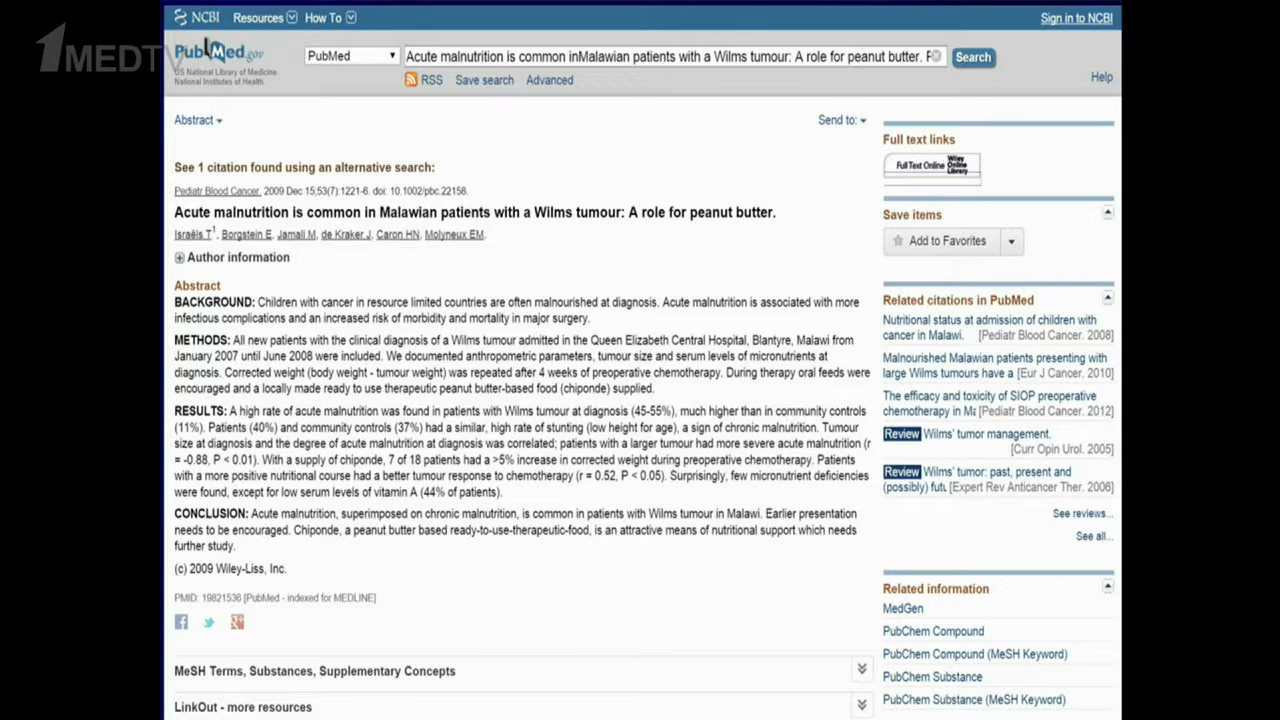 1MEDTV
NCBI Resources How To Sign in to NCBI
PubMed.gov
US National Library of Medicine
National Institutes of Health
PubMed Acute malnutrition is common inMalawian patients with a Wilms tumour: A role for peanut butter. Search
RSS Save search Advanced
Help
Abstract Send to:
See 1 citation found using an alternative search:
Pediatr Blood Cancer. 2009 Dec 15;53(7):1221-6. doi: 10.1002/pbc.22158.
Acute malnutrition is common in Malawian patients with a Wilms tumour: A role for peanut butter.
Israëls T1, Borgstein E, Jamali M, de Kraker J, Caron HN, Molyneux EM.
Author information
Abstract
BACKGROUND: Children with cancer in resource limited countries are often malnourished at diagnosis. Acute malnutrition is associated with more
infectious complications and an increased risk of morbidity and mortality in major surgery.
METHODS: All new patients with the clinical diagnosis of a Wilms tumour admitted in the Queen Elizabeth Central Hospital, Blantyre, Malawi from
January 2007 until June 2008 were included. We documented anthropometric parameters, tumour size and serum levels of micronutrients at
diagnosis. Corrected weight (body weight - tumour weight) was repeated after 4 weeks of preoperative chemotherapy. During therapy oral feeds were
encouraged and a locally made ready to use therapeutic peanut butter-based food (chiponde) supplied.
RESULTS: A high rate of acute malnutrition was found in patients with Wilms tumour at diagnosis (45-55%), much higher than in community controls
(11%). Patients (40%) and community controls (37%) had a similar, high rate of stunting (low height for age), a sign of chronic malnutrition. Tumour
size at diagnosis and the degree of acute malnutrition at diagnosis was correlated; patients with a larger tumour had more severe acute malnutrition (r
= -0.88, P < 0.01). With a supply of chiponde, 7 of 18 patients had a >5% increase in corrected weight during preoperative chemotherapy. Patients
with a more positive nutritional course had a better tumour response to chemotherapy (r = 0.52, P < 0.05). Surprisingly, few micronutrient deficiencies
were found, except for low serum levels of vitamin A (44% of patients).
CONCLUSION: Acute malnutrition, superimposed on chronic malnutrition, is common in patients with Wilms tumour in Malawi. Earlier presentation
needs to be encouraged. Chiponde, a peanut butter based ready-to-use-therapeutic-food, is an attractive means of nutritional support which needs
further study.
(c) 2009 Wiley-Liss, Inc.
PMID: 19821536 [PubMed - indexed for MEDLINE]
MeSH Terms, Substances, Supplementary Concepts
LinkOut - more resources
Full text links
Full Text Online Wiley Online Library
Save items
Add to Favorites
Related citations in PubMed
Nutritional status at admission of children with
cancer in Malawi. [Pediatr Blood Cancer. 2008]
Malnourished Malawian patients presenting with
large Wilms tumours have a [Eur J Cancer. 2010]
The efficacy and toxicity of SIOP preoperative
chemotherapy in Ma [Pediatr Blood Cancer. 2012]
Review Wilms' tumor management.
[Curr Opin Urol. 2005]
Review Wilms' tumor: past, present and
(possibly) futu [Expert Rev Anticancer Ther. 2006]
See reviews...
See all...
Related information
MedGen
PubChem Compound
PubChem Compound (MeSH Keyword)
PubChem Substance
PubChem Substance (MeSH Keyword)